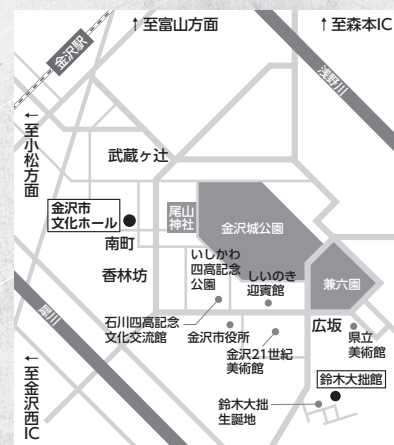 ↑至富山方面
↑至森本IC
金沢駅
浅野川
←至小松方面
武蔵ヶ辻
金沢市
文化ホール
尾山
神社
金沢城公園
南町
いしかわ
四高記念
公園
しいのき
迎賓館
兼六園
香林坊
石川四高記念
文化交流館
金沢市役所
広坂
県立
美術館
金沢21世紀
美術館
犀川
←至金沢西IC
鈴木大拙館
鈴木大拙
生誕地